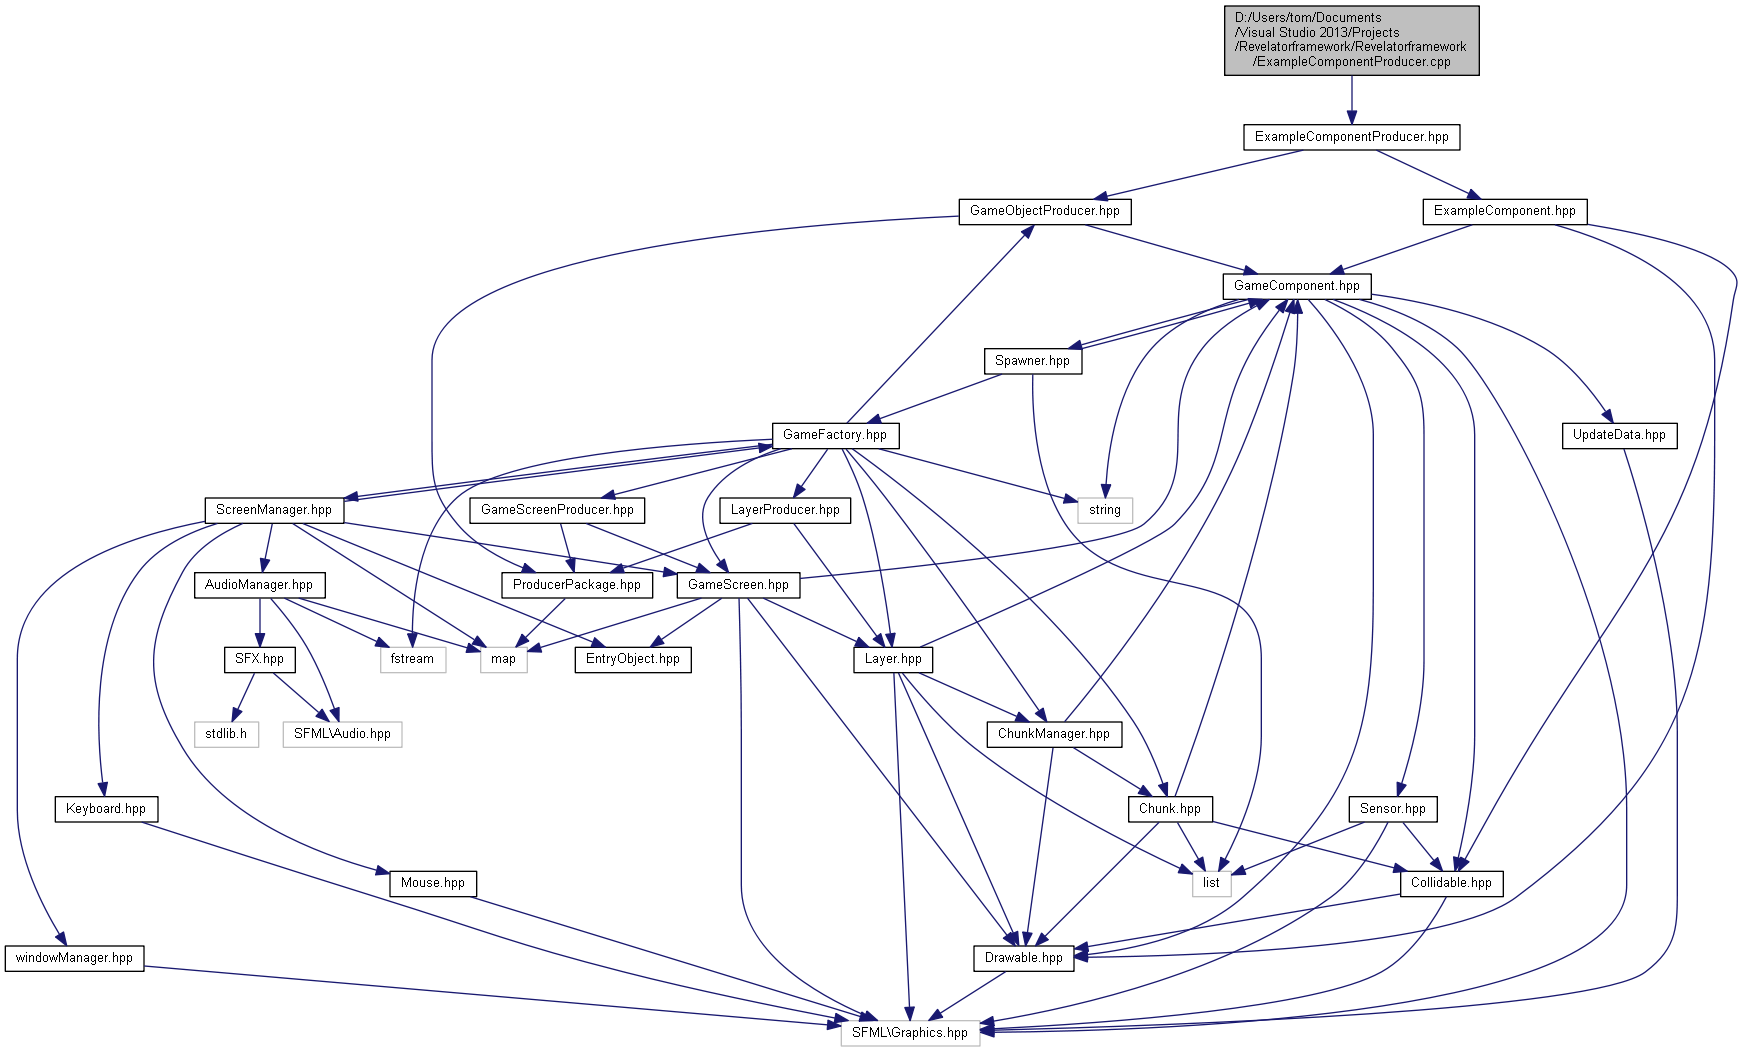 D:/Users/tom/Documents
/Visual Studio 2013/Projects
/Revelatorframework/Revelatorframework
/ExampleComponentProducer.cpp
ExampleComponentProducer.hpp
GameObjectProducer.hpp
ExampleComponent.hpp
GameComponent.hpp
Spawner.hpp
GameFactory.hpp
UpdateData.hpp
ScreenManager.hpp
GameScreenProducer.hpp
LayerProducer.hpp
string
AudioManager.hpp
ProducerPackage.hpp
GameScreen.hpp
SFX.hpp
fstream
map
EntryObject.hpp
Layer.hpp
stdlib.h
SFML\Audio.hpp
ChunkManager.hpp
Keyboard.hpp
Chunk.hpp
Sensor.hpp
Mouse.hpp
list
Collidable.hpp
windowManager.hpp
Drawable.hpp
SFML\Graphics.hpp